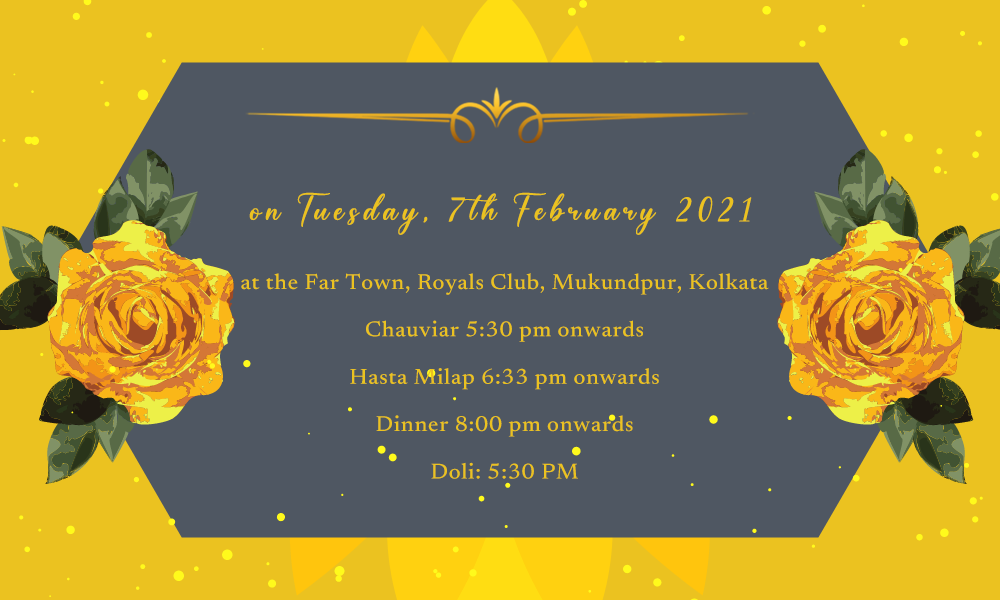 on Tuesday, 7th February 2021
at the Far Town, Royals Club, Mukundpur, Kolkata
Chauviar 5:30 pm onwards
Hasta Milap 6:33 pm onwards
Dinner 8:00 pm onwards
Doli: 5:30 PM